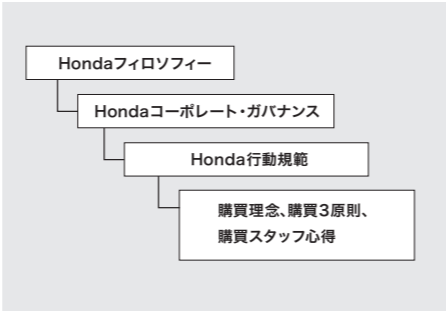 Hondaフィロソフィー
Hondaコーポレート・ガバナンス
Honda行動規範
購買理念、購買3原則、
購買スタッフ心得